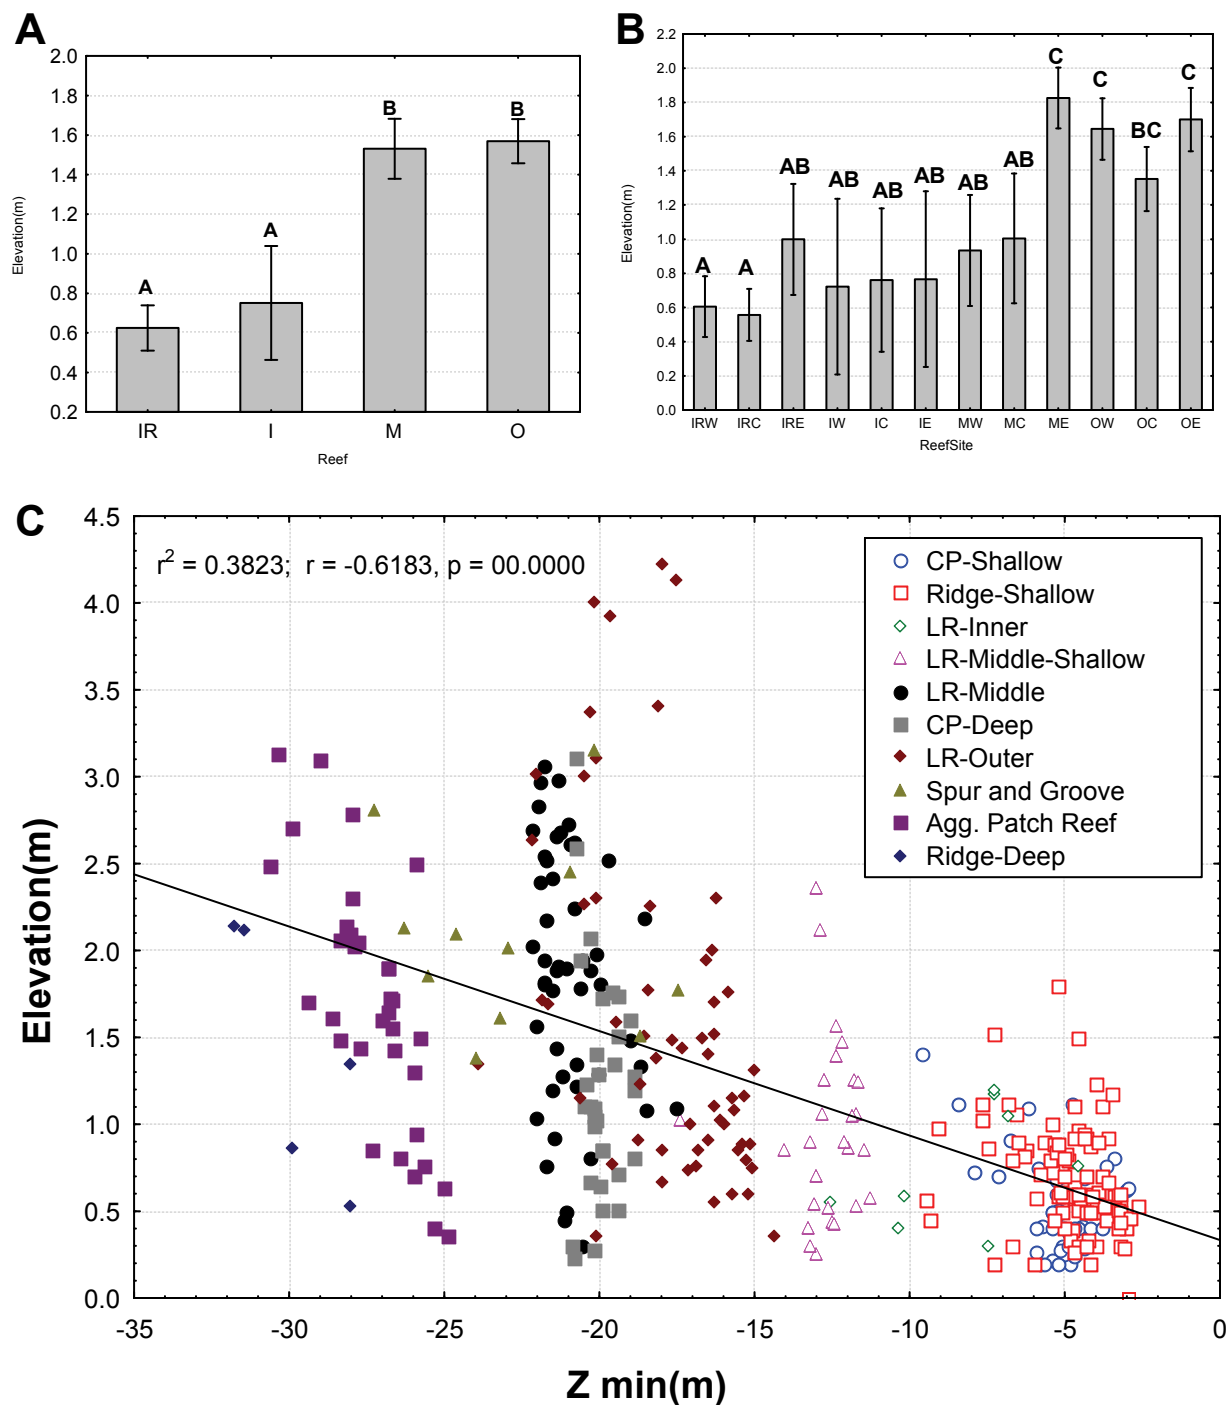 A
2.0
1.8
1.6
1.4
1.2
1.0
0.8
0.6
0.4
0.2
Elevation(m)
A
A
B
B
IR I M O
Reef
B
2.2
2.0
1.8
1.6
1.4
1.2
1.0
0.8
0.6
0.4
0.2
0.0
Elevation(m)
A
A
AB
AB
AB
AB
AB
AB
C
C
BC
C
IRW IRC IRE IW IC IE MW MC ME OW OC OE
ReefSite
C
4.5
4.0
3.5
3.0
2.5
2.0
1.5
1.0
0.5
0.0
Elevation(m)
r² = 0.3823; r = -0.6183, p = 00.0000
CP-Shallow
Ridge-Shallow
LR-Inner
LR-Middle-Shallow
LR-Middle
CP-Deep
LR-Outer
Spur and Groove
Agg. Patch Reef
Ridge-Deep
-35 -30 -25 -20 -15 -10 -5 0
Z min(m)